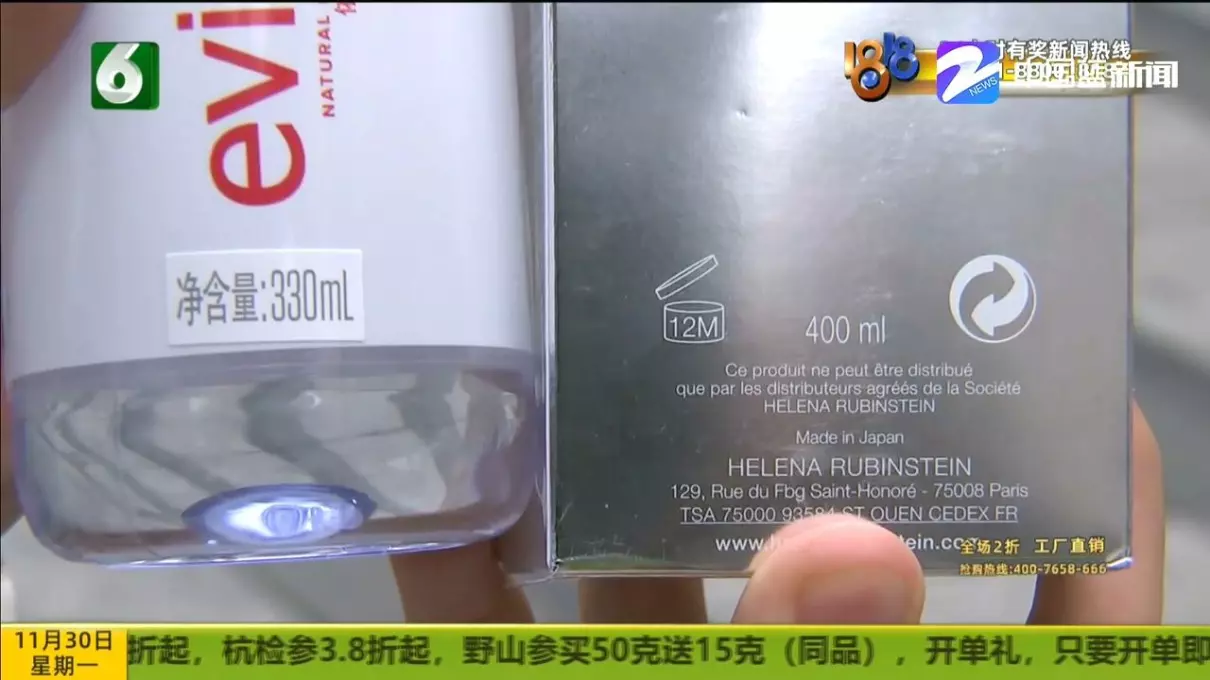 6
evi
NATURAL
净含量:330mL
1818
有奖新闻热线
Z
NEWS
新闻
12M
400 ml
Ce produit ne peut être distribué
que par les distributeurs agréés de la Société
HELENA RUBINSTEIN
Made in Japan
HELENA RUBINSTEIN
129, Rue du Fbg Saint-Honoré - 75008 Paris
TSA 75000 93584 ST OUEN CEDEX FR
全场2折 工厂直销
抢购热线:400-7658-666
11月30日
星期一
折起，杭检参3.8折起，野山参买50克送15克（同品），开单礼，只要开单即